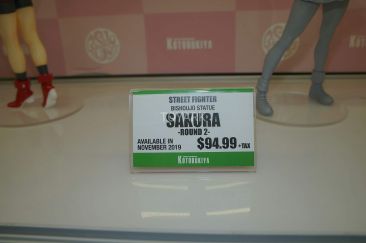 KOTOBUKIYA
STREET FIGHTER
BISHOUJO STATUE
SAKURA
-ROUND 2-
AVAILABLE IN
NOVEMBER 2019
$94.99 +TAX
KOTOBUKIYA